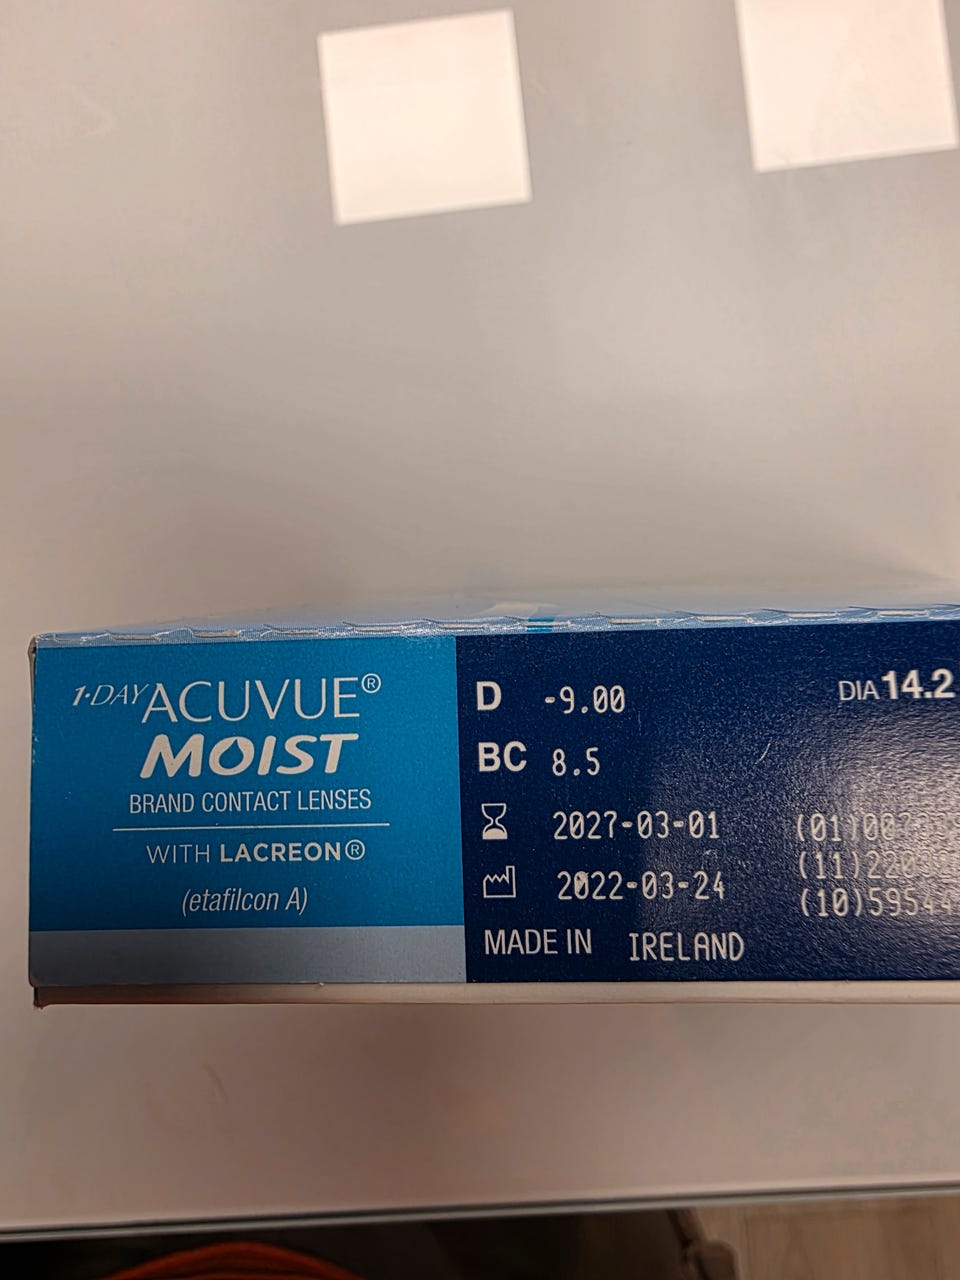 1·DAY ACUVUE®
MOIST
BRAND CONTACT LENSES
WITH LACREON®
(etafilcon A)
D -9.00 DIA 14.2
BC 8.5
2027-03-01
2022-03-24
MADE IN IRELAND